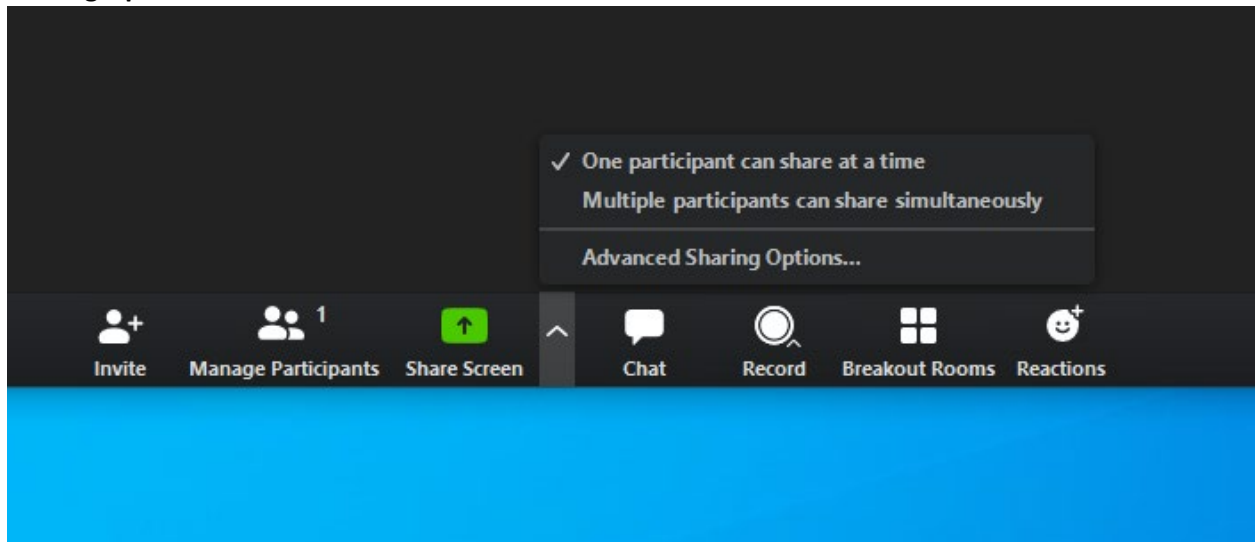 One participant can share at a time
Multiple participants can share simultaneously
Advanced Sharing Options...
1
Invite
Manage Participants
Share Screen
Chat
Record
Breakout Rooms
Reactions